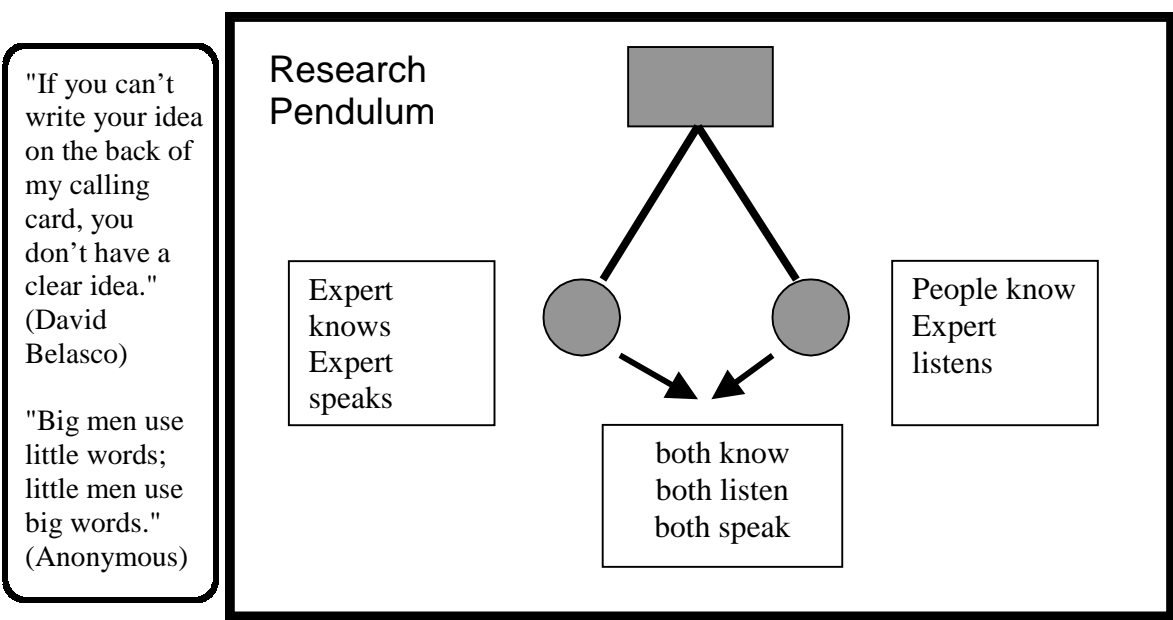 "If you can’t
write your idea
on the back of
my calling
card, you
don’t have a
clear idea."
(David
Belasco)
"Big men use
little words;
little men use
big words."
(Anonymous)
Research
Pendulum
Expert
knows
Expert
speaks
People know
Expert
listens
both know
both listen
both speak